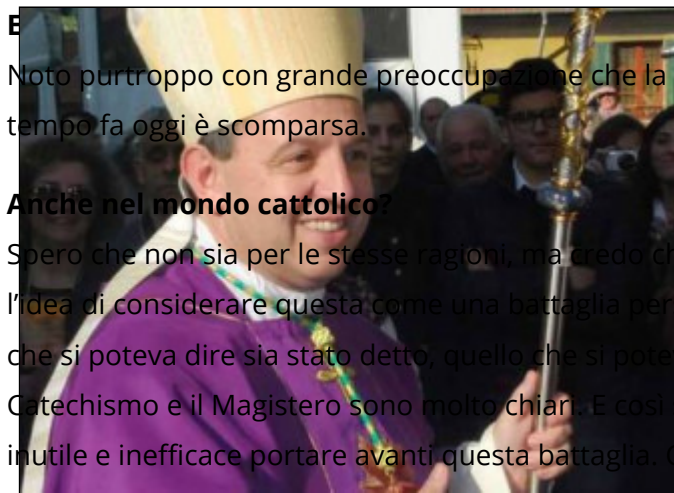 E
Noto purtroppo con grande preoccupazione che la
tempo fa oggi è scomparsa.
Anche nel mondo cattolico?
Spero che non sia per le stesse ragioni, ma credo ch
l’idea di considerare questa come una battaglia per
che si poteva dire sia stato detto, quello che si pote
Catechismo e il Magistero sono molto chiari. E così
inutile e inefficace portare avanti questa battaglia.